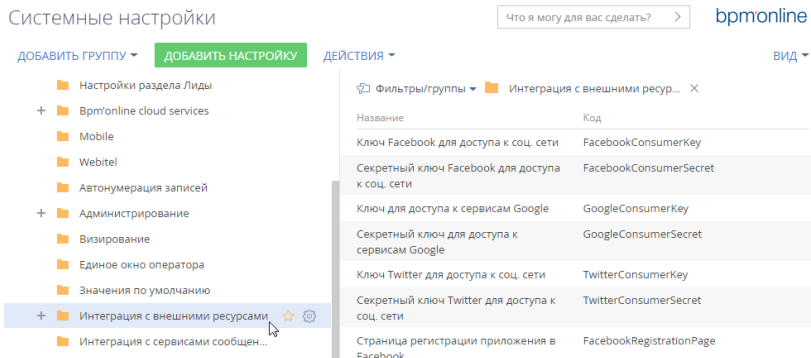 Системные настройки
Что я могу для вас сделать?
bpm'online
ДОБАВИТЬ ГРУППУ
ДОБАВИТЬ НАСТРОЙКУ
ДЕЙСТВИЯ
ВИД
Настройки раздела Лиды
Bpm'online cloud services
Mobile
Webitel
Автонумерация записей
Администрирование
Визирование
Единое окно оператора
Значения по умолчанию
Интеграция с внешними ресурсами
Интеграция с сервисами сообщен...
Фильтры/группы
Интеграция с внешними ресур...
Название Код
Ключ Facebook для доступа к соц. сети FacebookConsumerKey
Секретный ключ Facebook для доступа FacebookConsumerSecret
к соц. сети
Ключ для доступа к сервисам Google GoogleConsumerKey
Секретный ключ для доступа к GoogleConsumerSecret
сервисам Google
Ключ Twitter для доступа к соц. сети TwitterConsumerKey
Секретный ключ Twitter для доступа к TwitterConsumerSecret
соц. сети
Страница регистрации приложения в FacebookRegistrationPage
Facebook